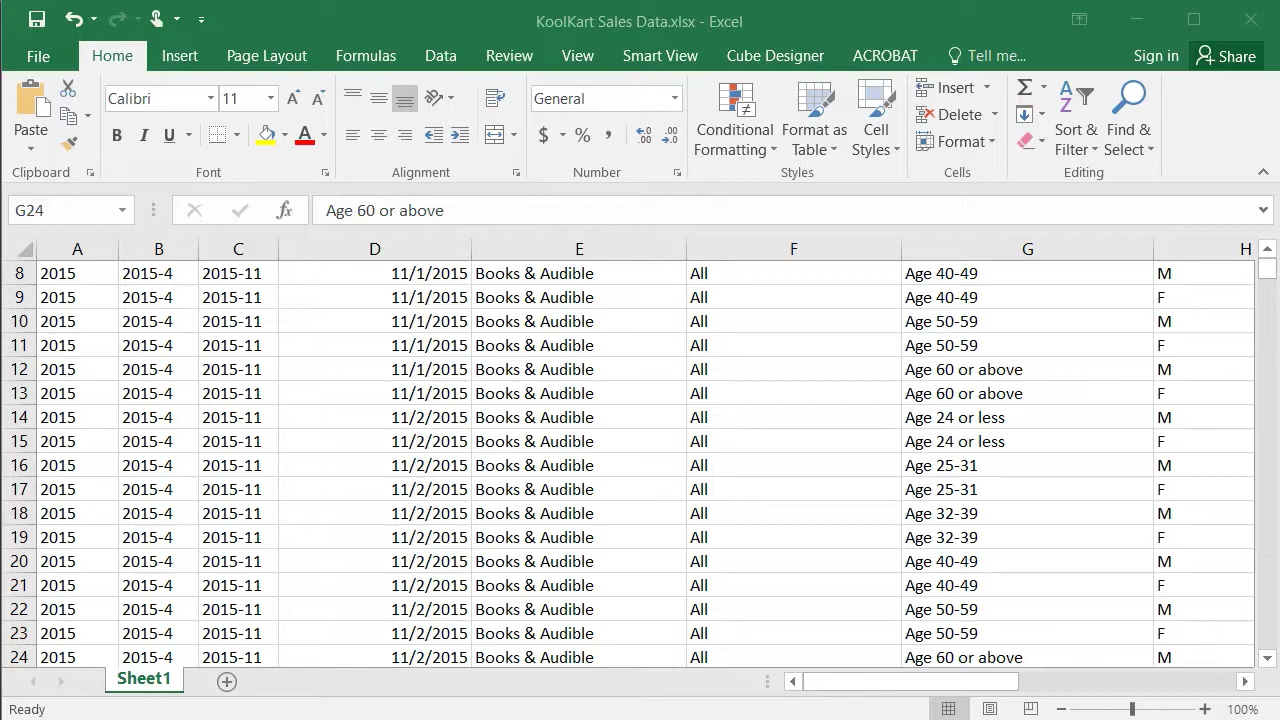 KoolKart Sales Data.xlsx - Excel
File Home Insert Page Layout Formulas Data Review View Smart View Cube Designer ACROBAT Tell me... Sign in Share
Paste
Clipboard
Calibri 11
B I U A
Font
Alignment
General
$ % ,
Number
Conditional Formatting
Format as Table
Cell Styles
Styles
Insert
Delete
Format
Cells
Sort & Filter
Find & Select
Editing
G24 fx Age 60 or above
A B C D E F G H
8 2015 2015-4 2015-11 11/1/2015 Books & Audible All Age 40-49 M
9 2015 2015-4 2015-11 11/1/2015 Books & Audible All Age 40-49 F
10 2015 2015-4 2015-11 11/1/2015 Books & Audible All Age 50-59 M
11 2015 2015-4 2015-11 11/1/2015 Books & Audible All Age 50-59 F
12 2015 2015-4 2015-11 11/1/2015 Books & Audible All Age 60 or above M
13 2015 2015-4 2015-11 11/1/2015 Books & Audible All Age 60 or above F
14 2015 2015-4 2015-11 11/2/2015 Books & Audible All Age 24 or less M
15 2015 2015-4 2015-11 11/2/2015 Books & Audible All Age 24 or less F
16 2015 2015-4 2015-11 11/2/2015 Books & Audible All Age 25-31 M
17 2015 2015-4 2015-11 11/2/2015 Books & Audible All Age 25-31 F
18 2015 2015-4 2015-11 11/2/2015 Books & Audible All Age 32-39 M
19 2015 2015-4 2015-11 11/2/2015 Books & Audible All Age 32-39 F
20 2015 2015-4 2015-11 11/2/2015 Books & Audible All Age 40-49 M
21 2015 2015-4 2015-11 11/2/2015 Books & Audible All Age 40-49 F
22 2015 2015-4 2015-11 11/2/2015 Books & Audible All Age 50-59 M
23 2015 2015-4 2015-11 11/2/2015 Books & Audible All Age 50-59 F
24 2015 2015-4 2015-11 11/2/2015 Books & Audible All Age 60 or above M
Sheet1
Ready 100%